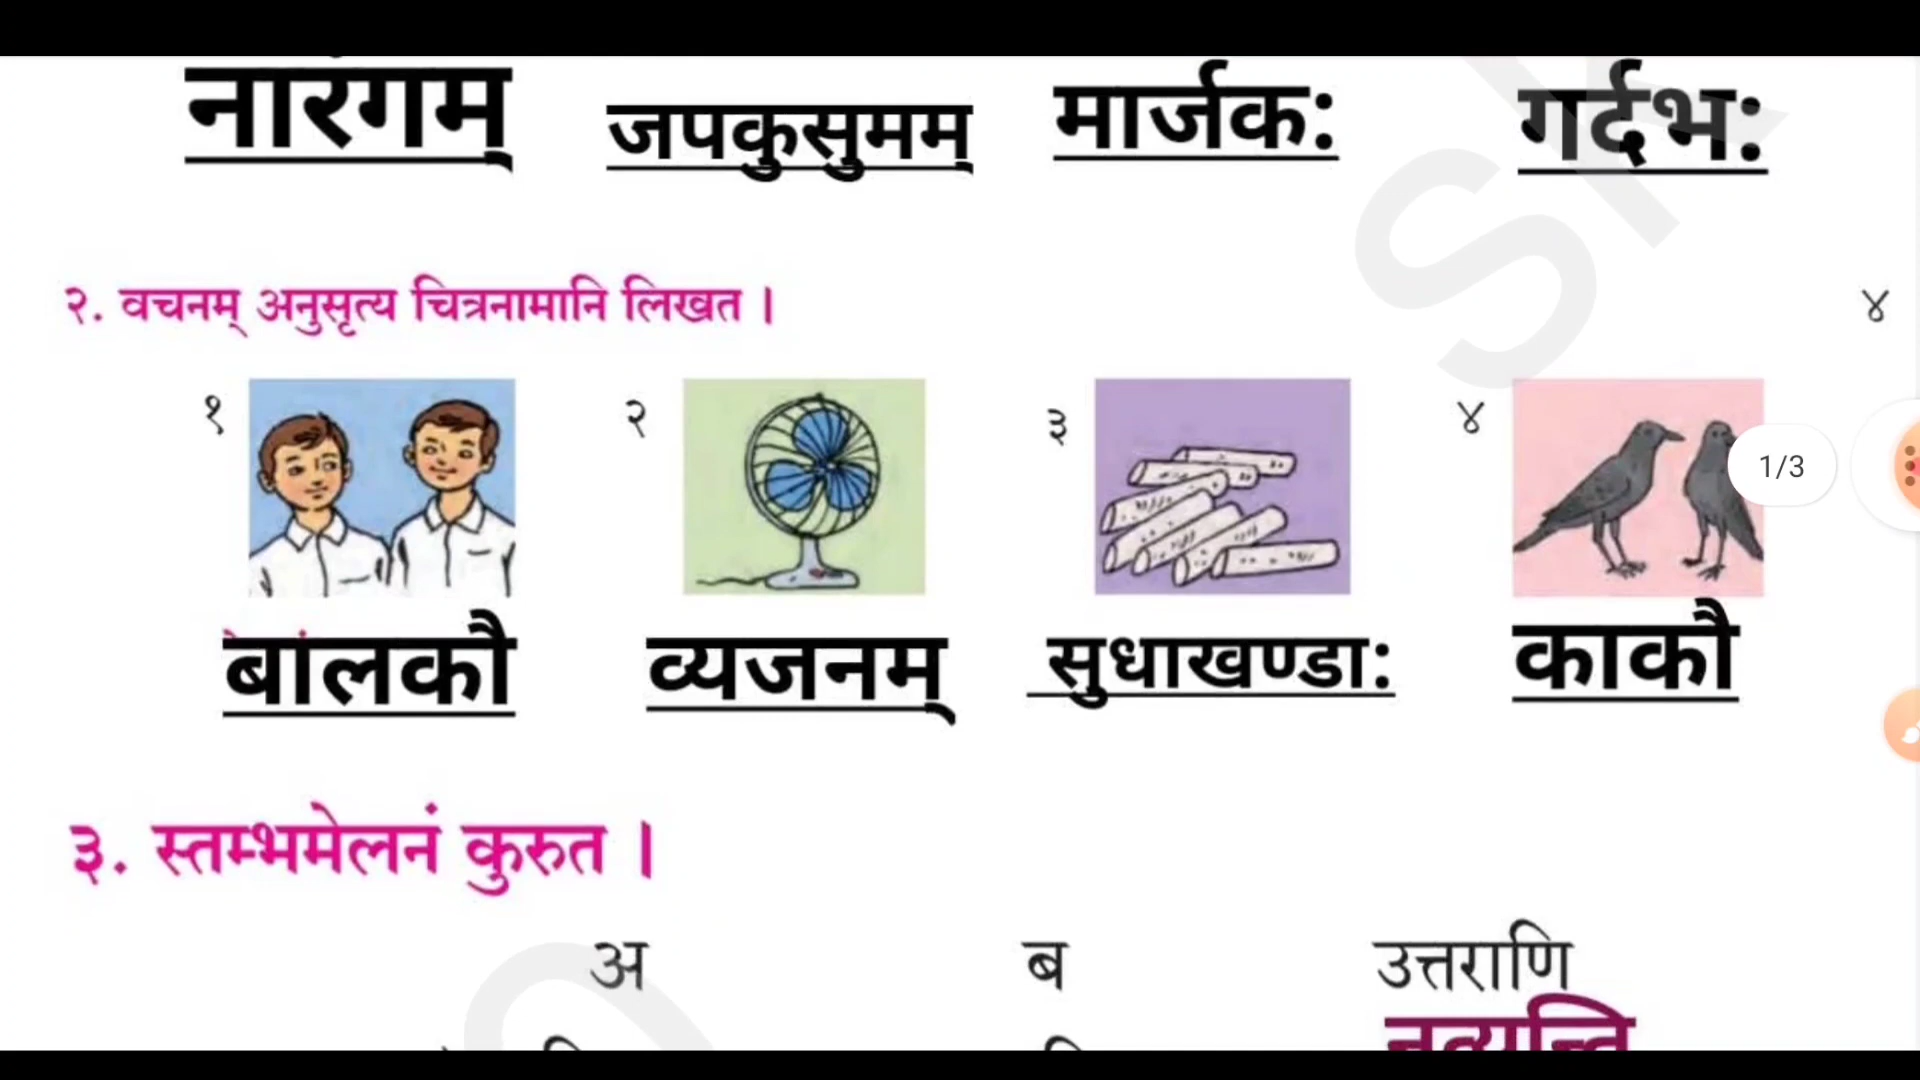 नारंगम् जपकुसुमम् मार्जकः गर्दभः
२. वचनम् अनुसृत्य चित्रनामानि लिखत । ४
१ २ ३ ४
1/3
बालकौ व्यजनम् सुधाखण्डाः काकौ
३. स्तम्भमेलनं कुरुत ।
अ ब उत्तराणि